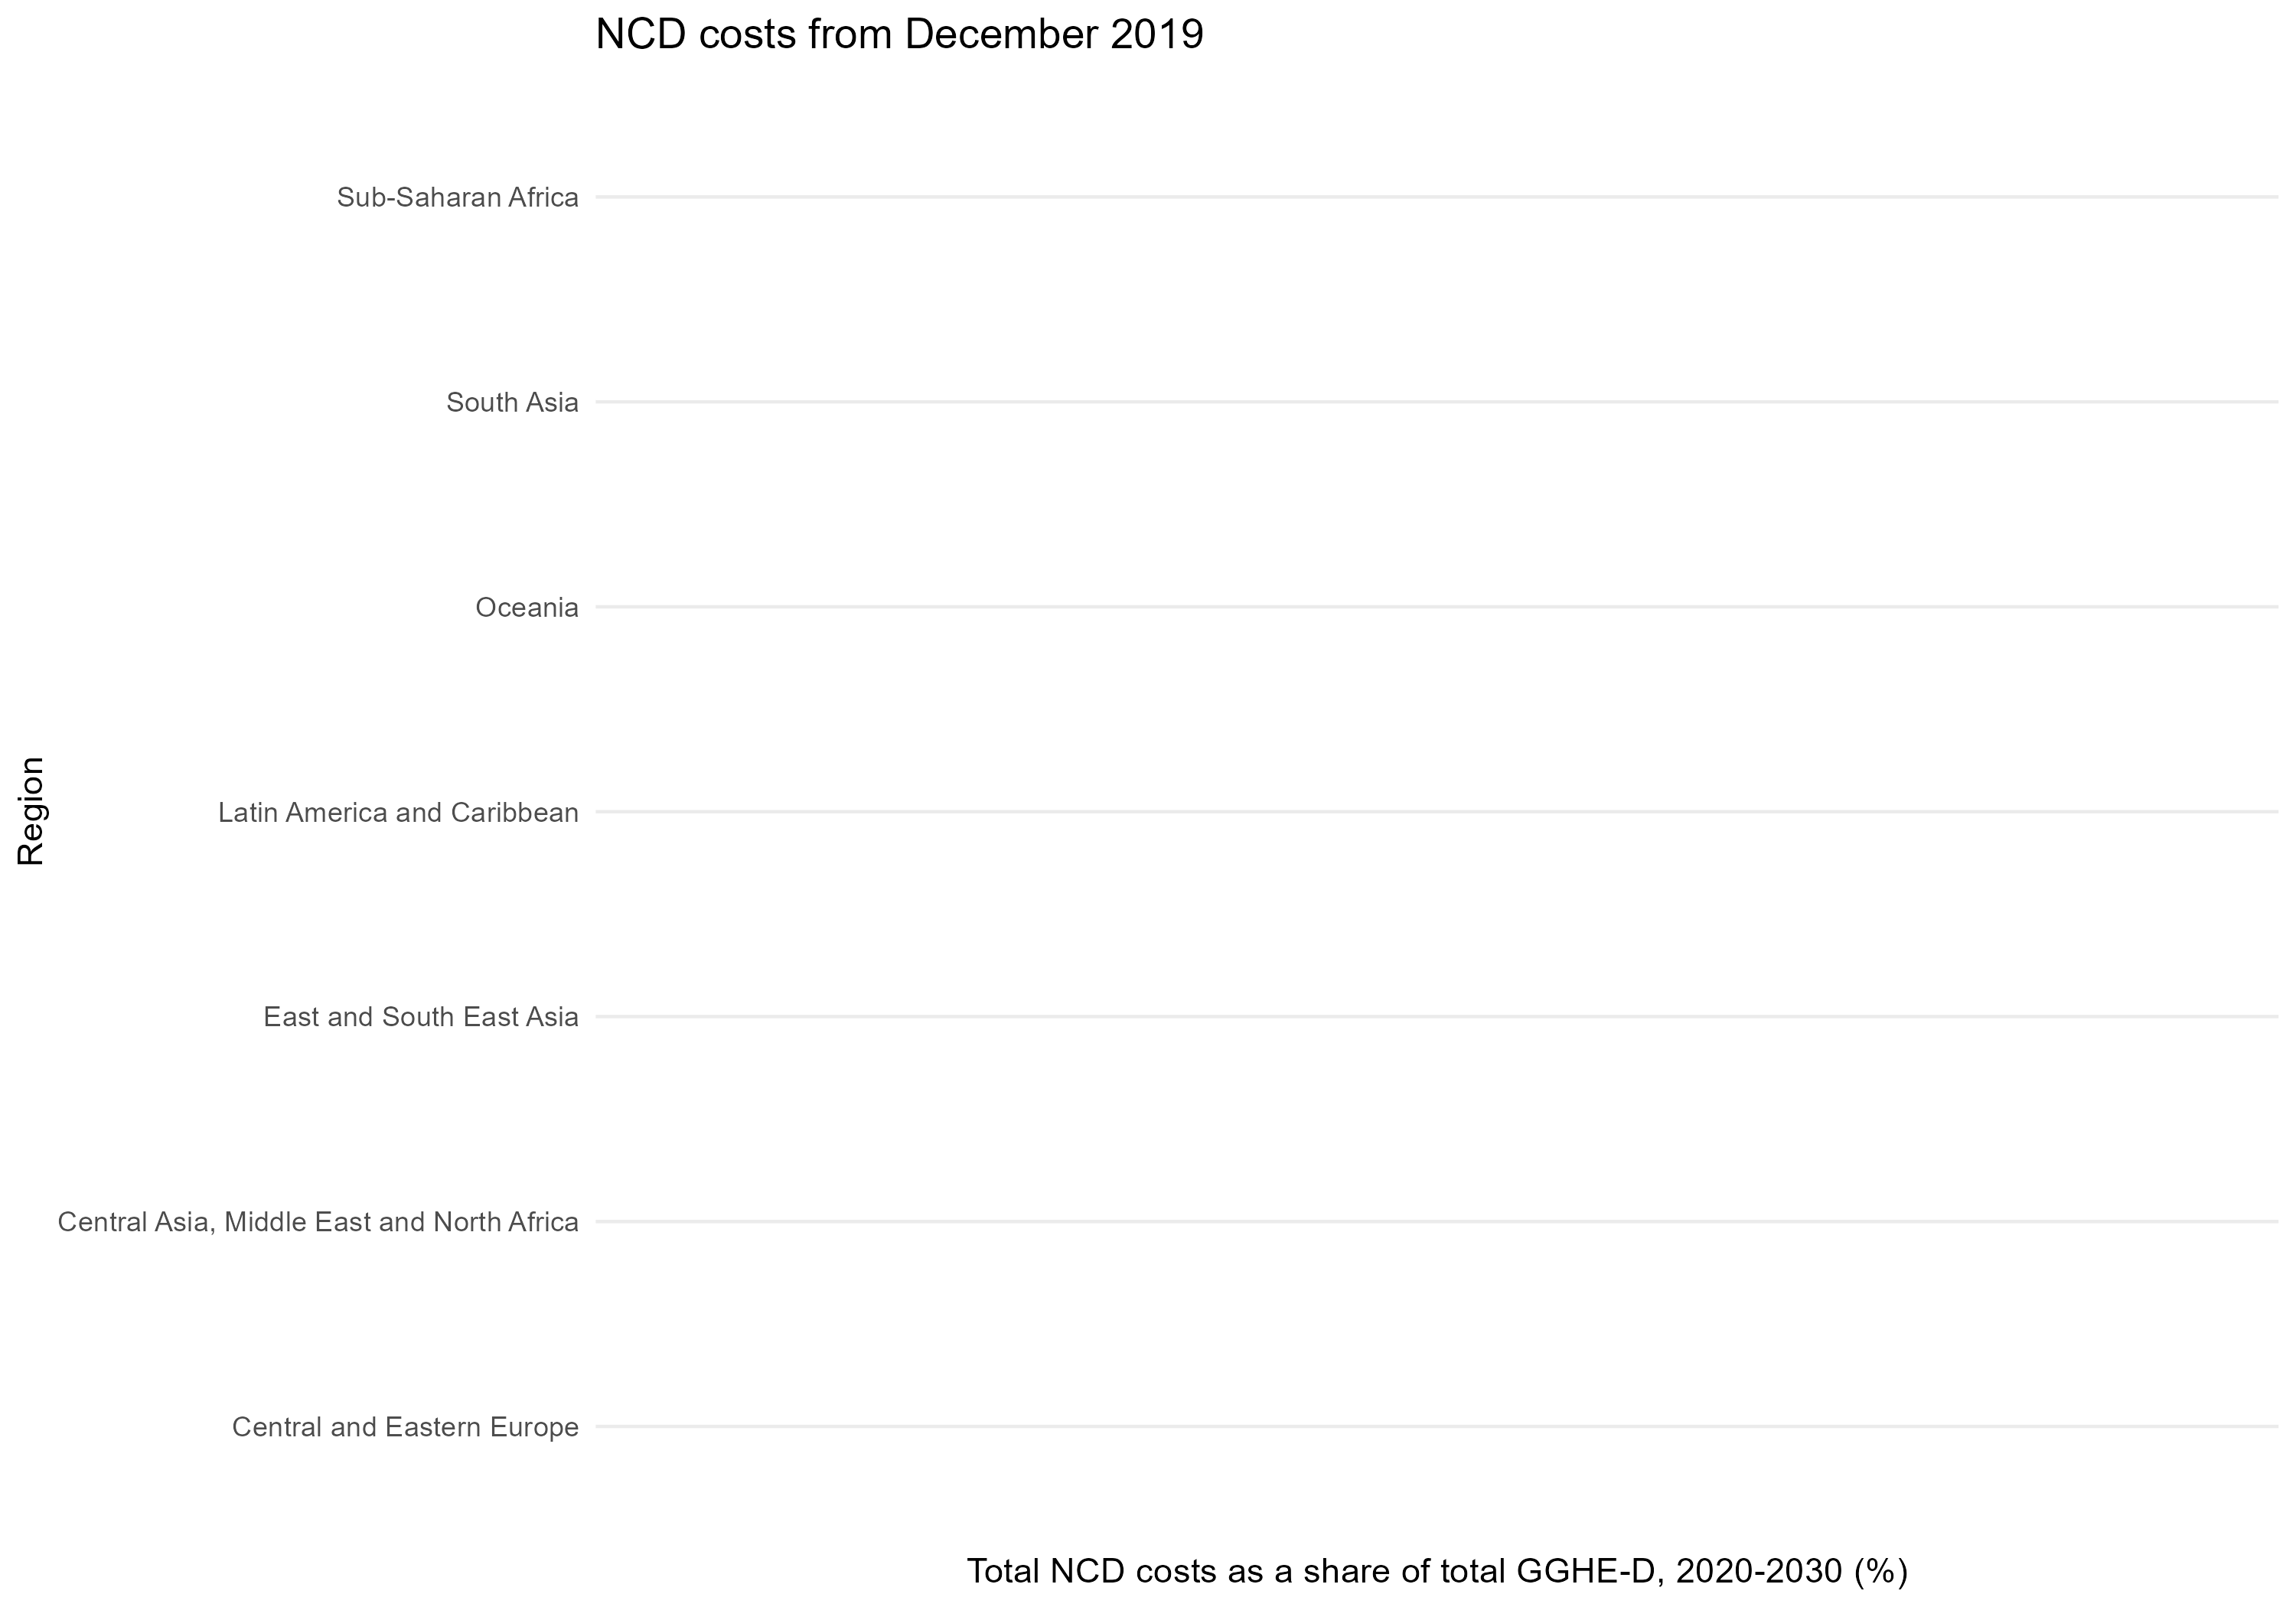 NCD costs from December 2019
Sub-Saharan Africa
South Asia
Oceania
Latin America and Caribbean
East and South East Asia
Central Asia, Middle East and North Africa
Central and Eastern Europe
Region
Total NCD costs as a share of total GGHE-D, 2020-2030 (%)